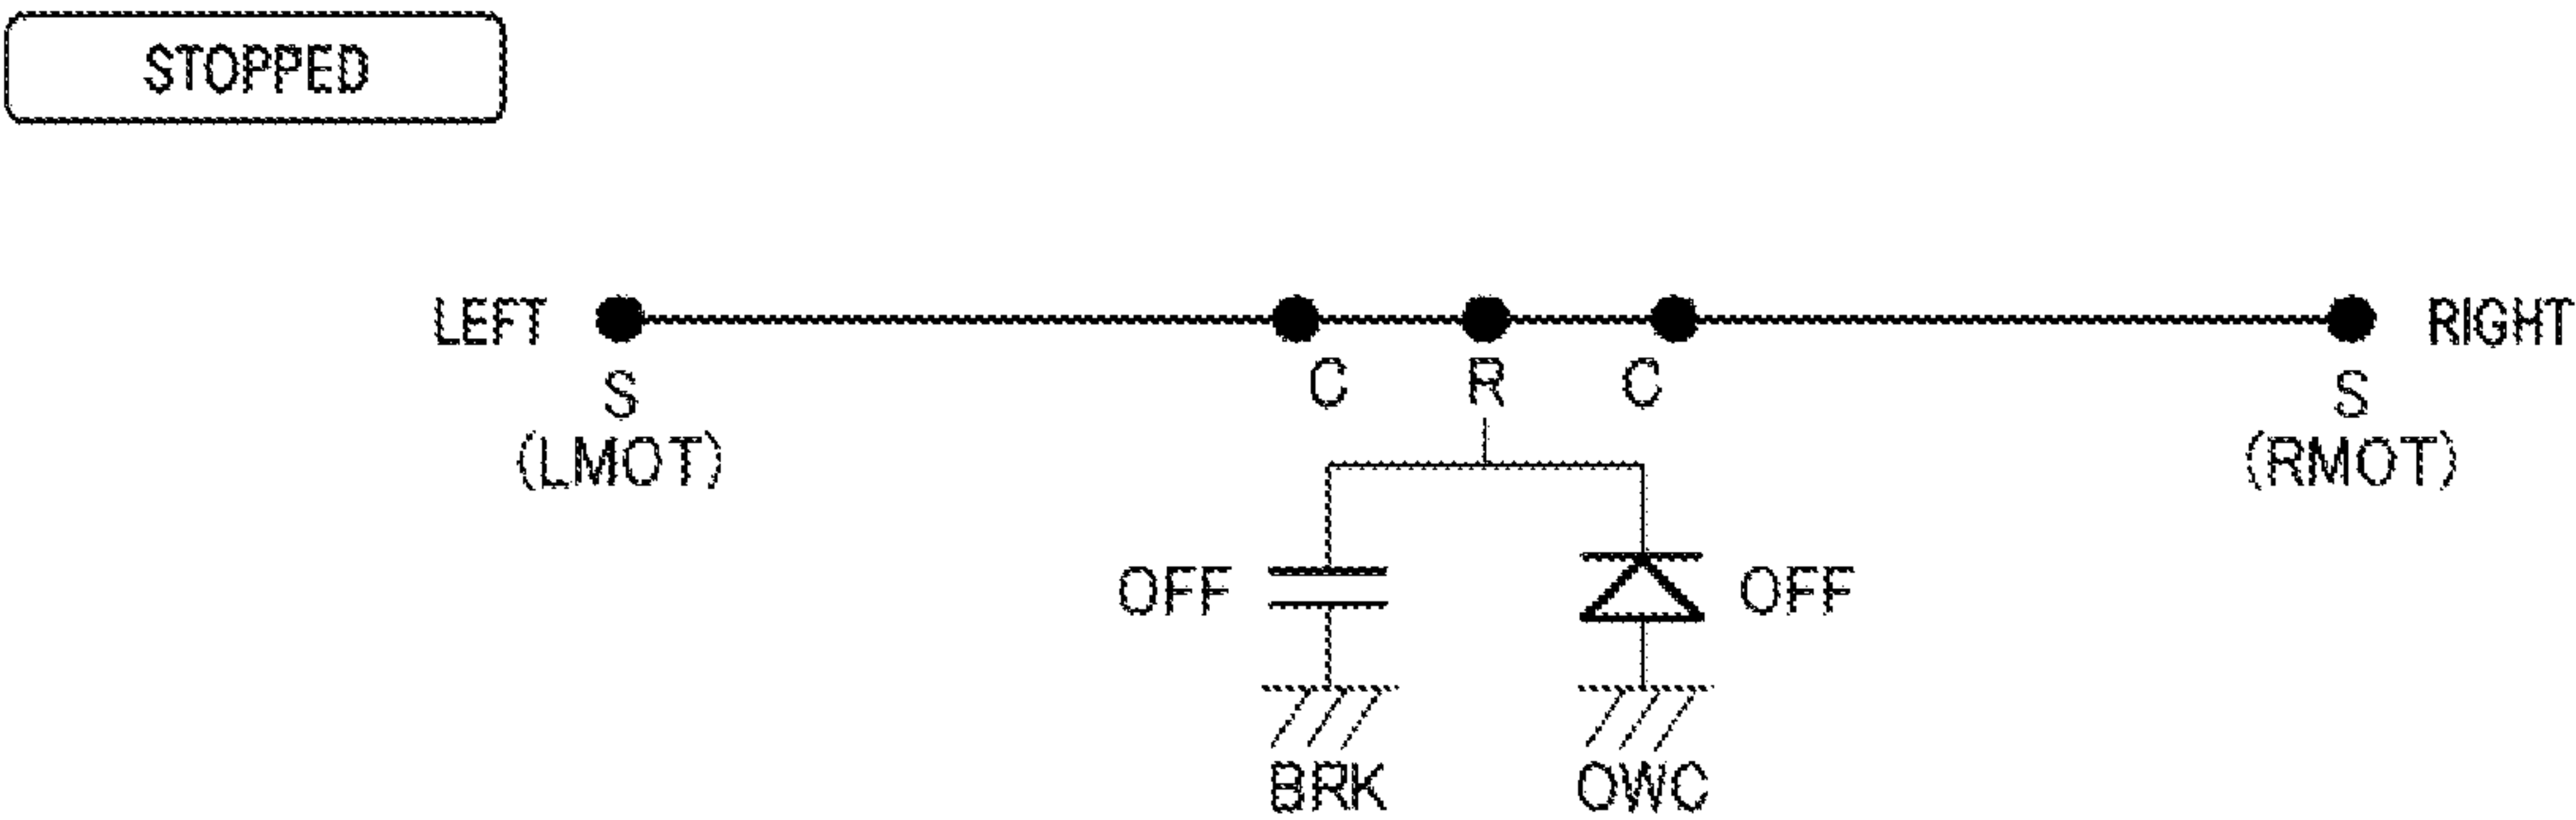 STOPPED
LEFT
RIGHT
C R C
S
S
(LMOT)
(RMOT)
OFF
OFF
BRK
OWC